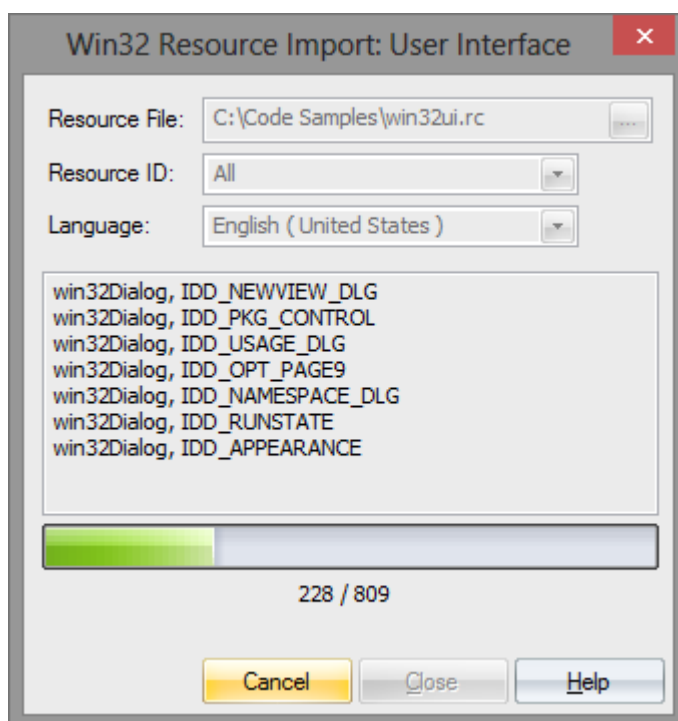 Win32 Resource Import: User Interface
Resource File: C:\Code Samples\win32ui.rc ...
Resource ID: All
Language: English ( United States )
win32Dialog, IDD_NEWVIEW_DLG
win32Dialog, IDD_PKG_CONTROL
win32Dialog, IDD_USAGE_DLG
win32Dialog, IDD_OPT_PAGE9
win32Dialog, IDD_NAMESPACE_DLG
win32Dialog, IDD_RUNSTATE
win32Dialog, IDD_APPEARANCE
228 / 809
Cancel Close Help